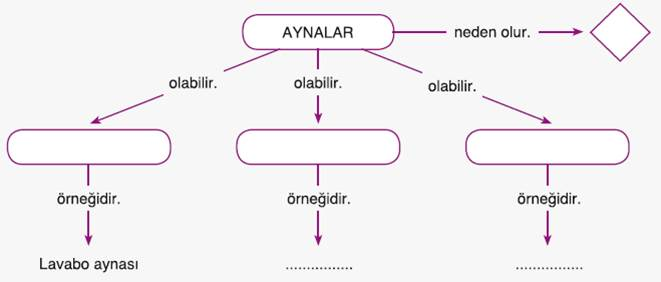 AYNALAR neden olur.
olabilir. olabilir. olabilir.
örneğidir. örneğidir. örneğidir.
Lavabo aynası ................ ................